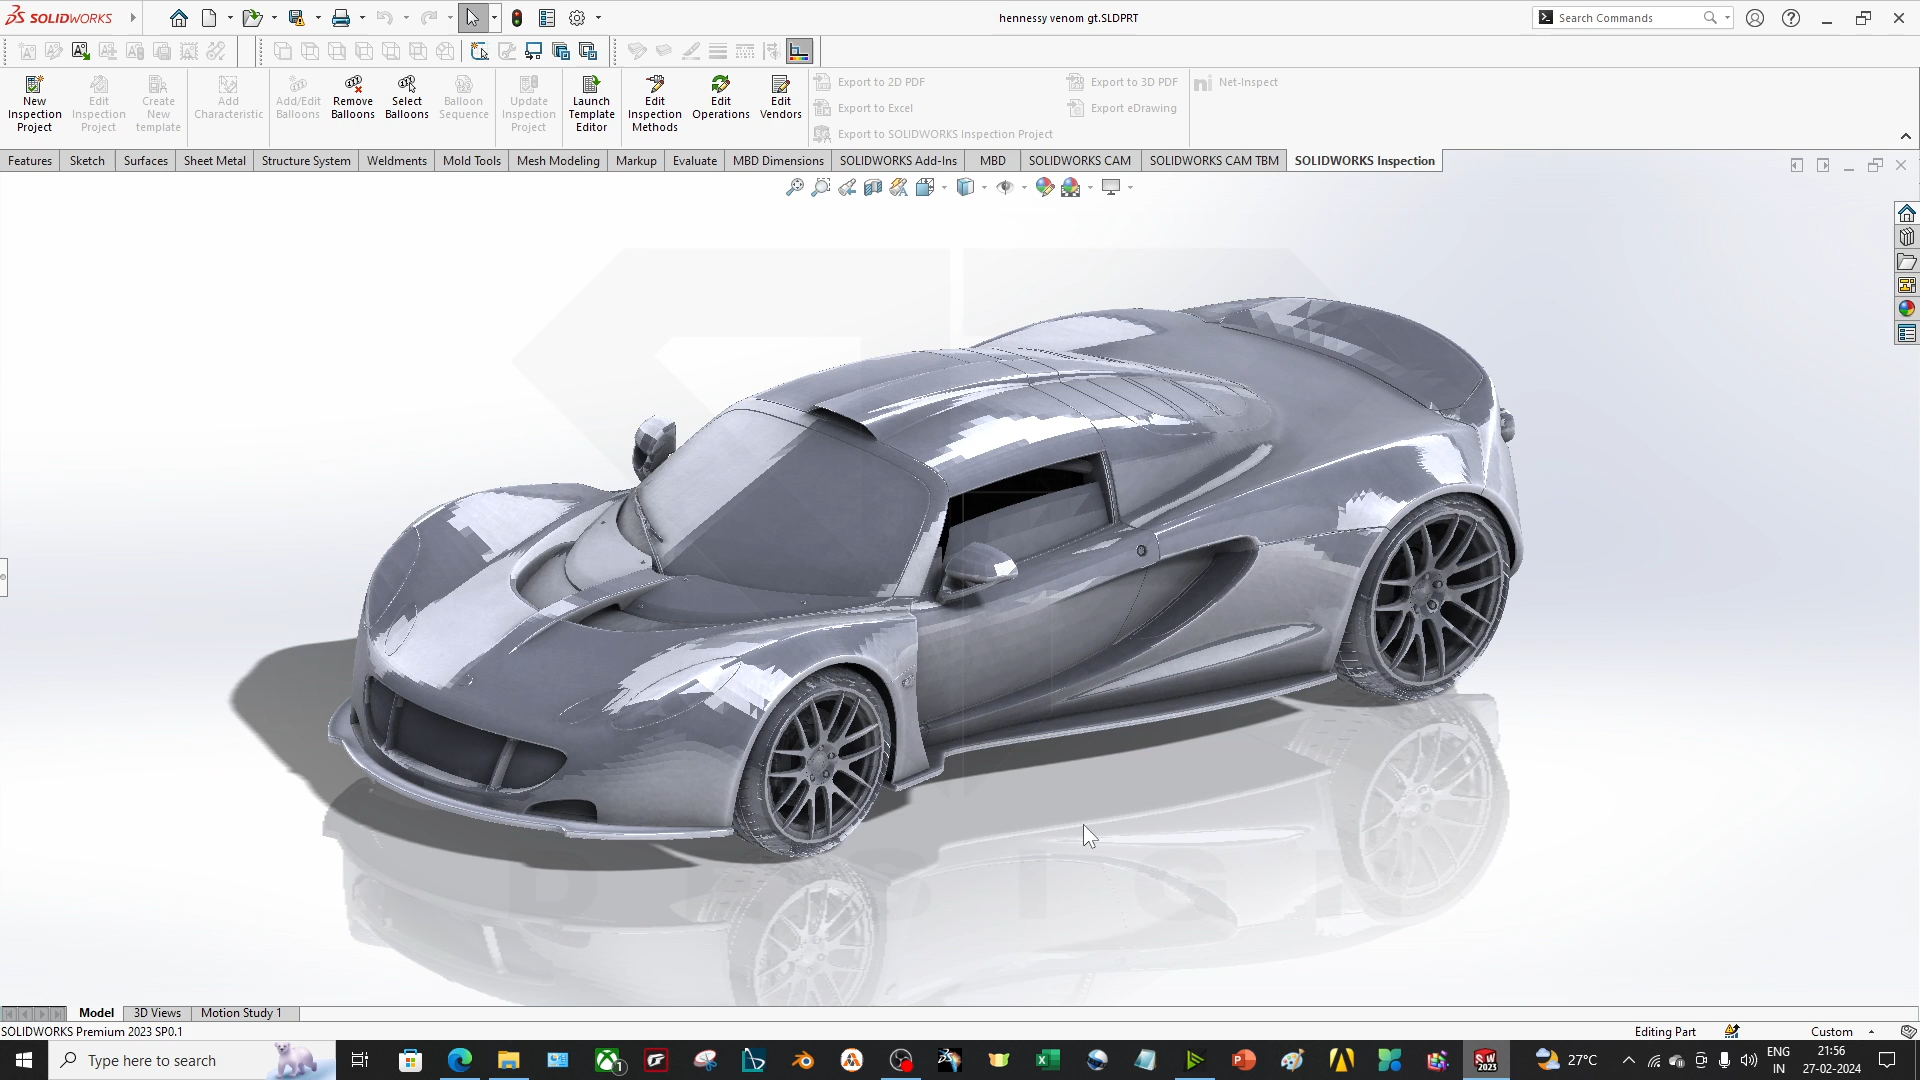 SOLIDWORKS
hennessy venom gt.SLDPRT
Search Commands
New Inspection Project
Edit Inspection Project
Create New template
Add Characteristic
Add/Edit Balloons
Remove Balloons
Select Balloons
Balloon Sequence
Update Inspection Project
Launch Template Editor
Edit Inspection Methods
Edit Operations
Edit Vendors
Export to 2D PDF
Export to Excel
Export to SOLIDWORKS Inspection Project
Export to 3D PDF
Export eDrawing
Net-Inspect
Features Sketch Surfaces Sheet Metal Structure System Weldments Mold Tools Mesh Modeling Markup Evaluate MBD Dimensions SOLIDWORKS Add-Ins MBD SOLIDWORKS CAM SOLIDWORKS CAM TBM SOLIDWORKS Inspection
DESIGN
Model 3D Views Motion Study 1
SOLIDWORKS Premium 2023 SP0.1
Editing Part
Custom
Type here to search
27°C
ENG
IN
21:56
27-02-2024